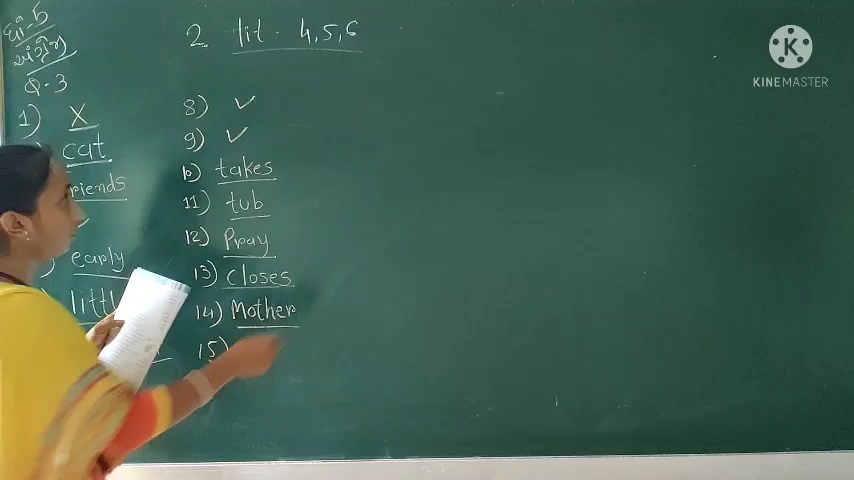 ધો-5
અંગ્રેજી
Q-3
1) X
cat
riends
✓
early
littl
2. lit - 4,5,6
8) ✓
9) ✓
10) takes
11) tub
12) Pray
13) closes
14) Mother
15)
KINEMASTER